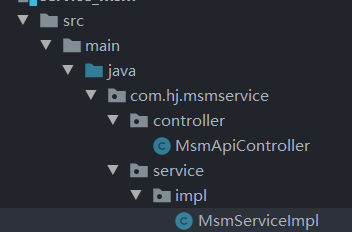 src
main
java
com.hj.msmservice
controller
MsmApiController
service
impl
MsmServiceImpl